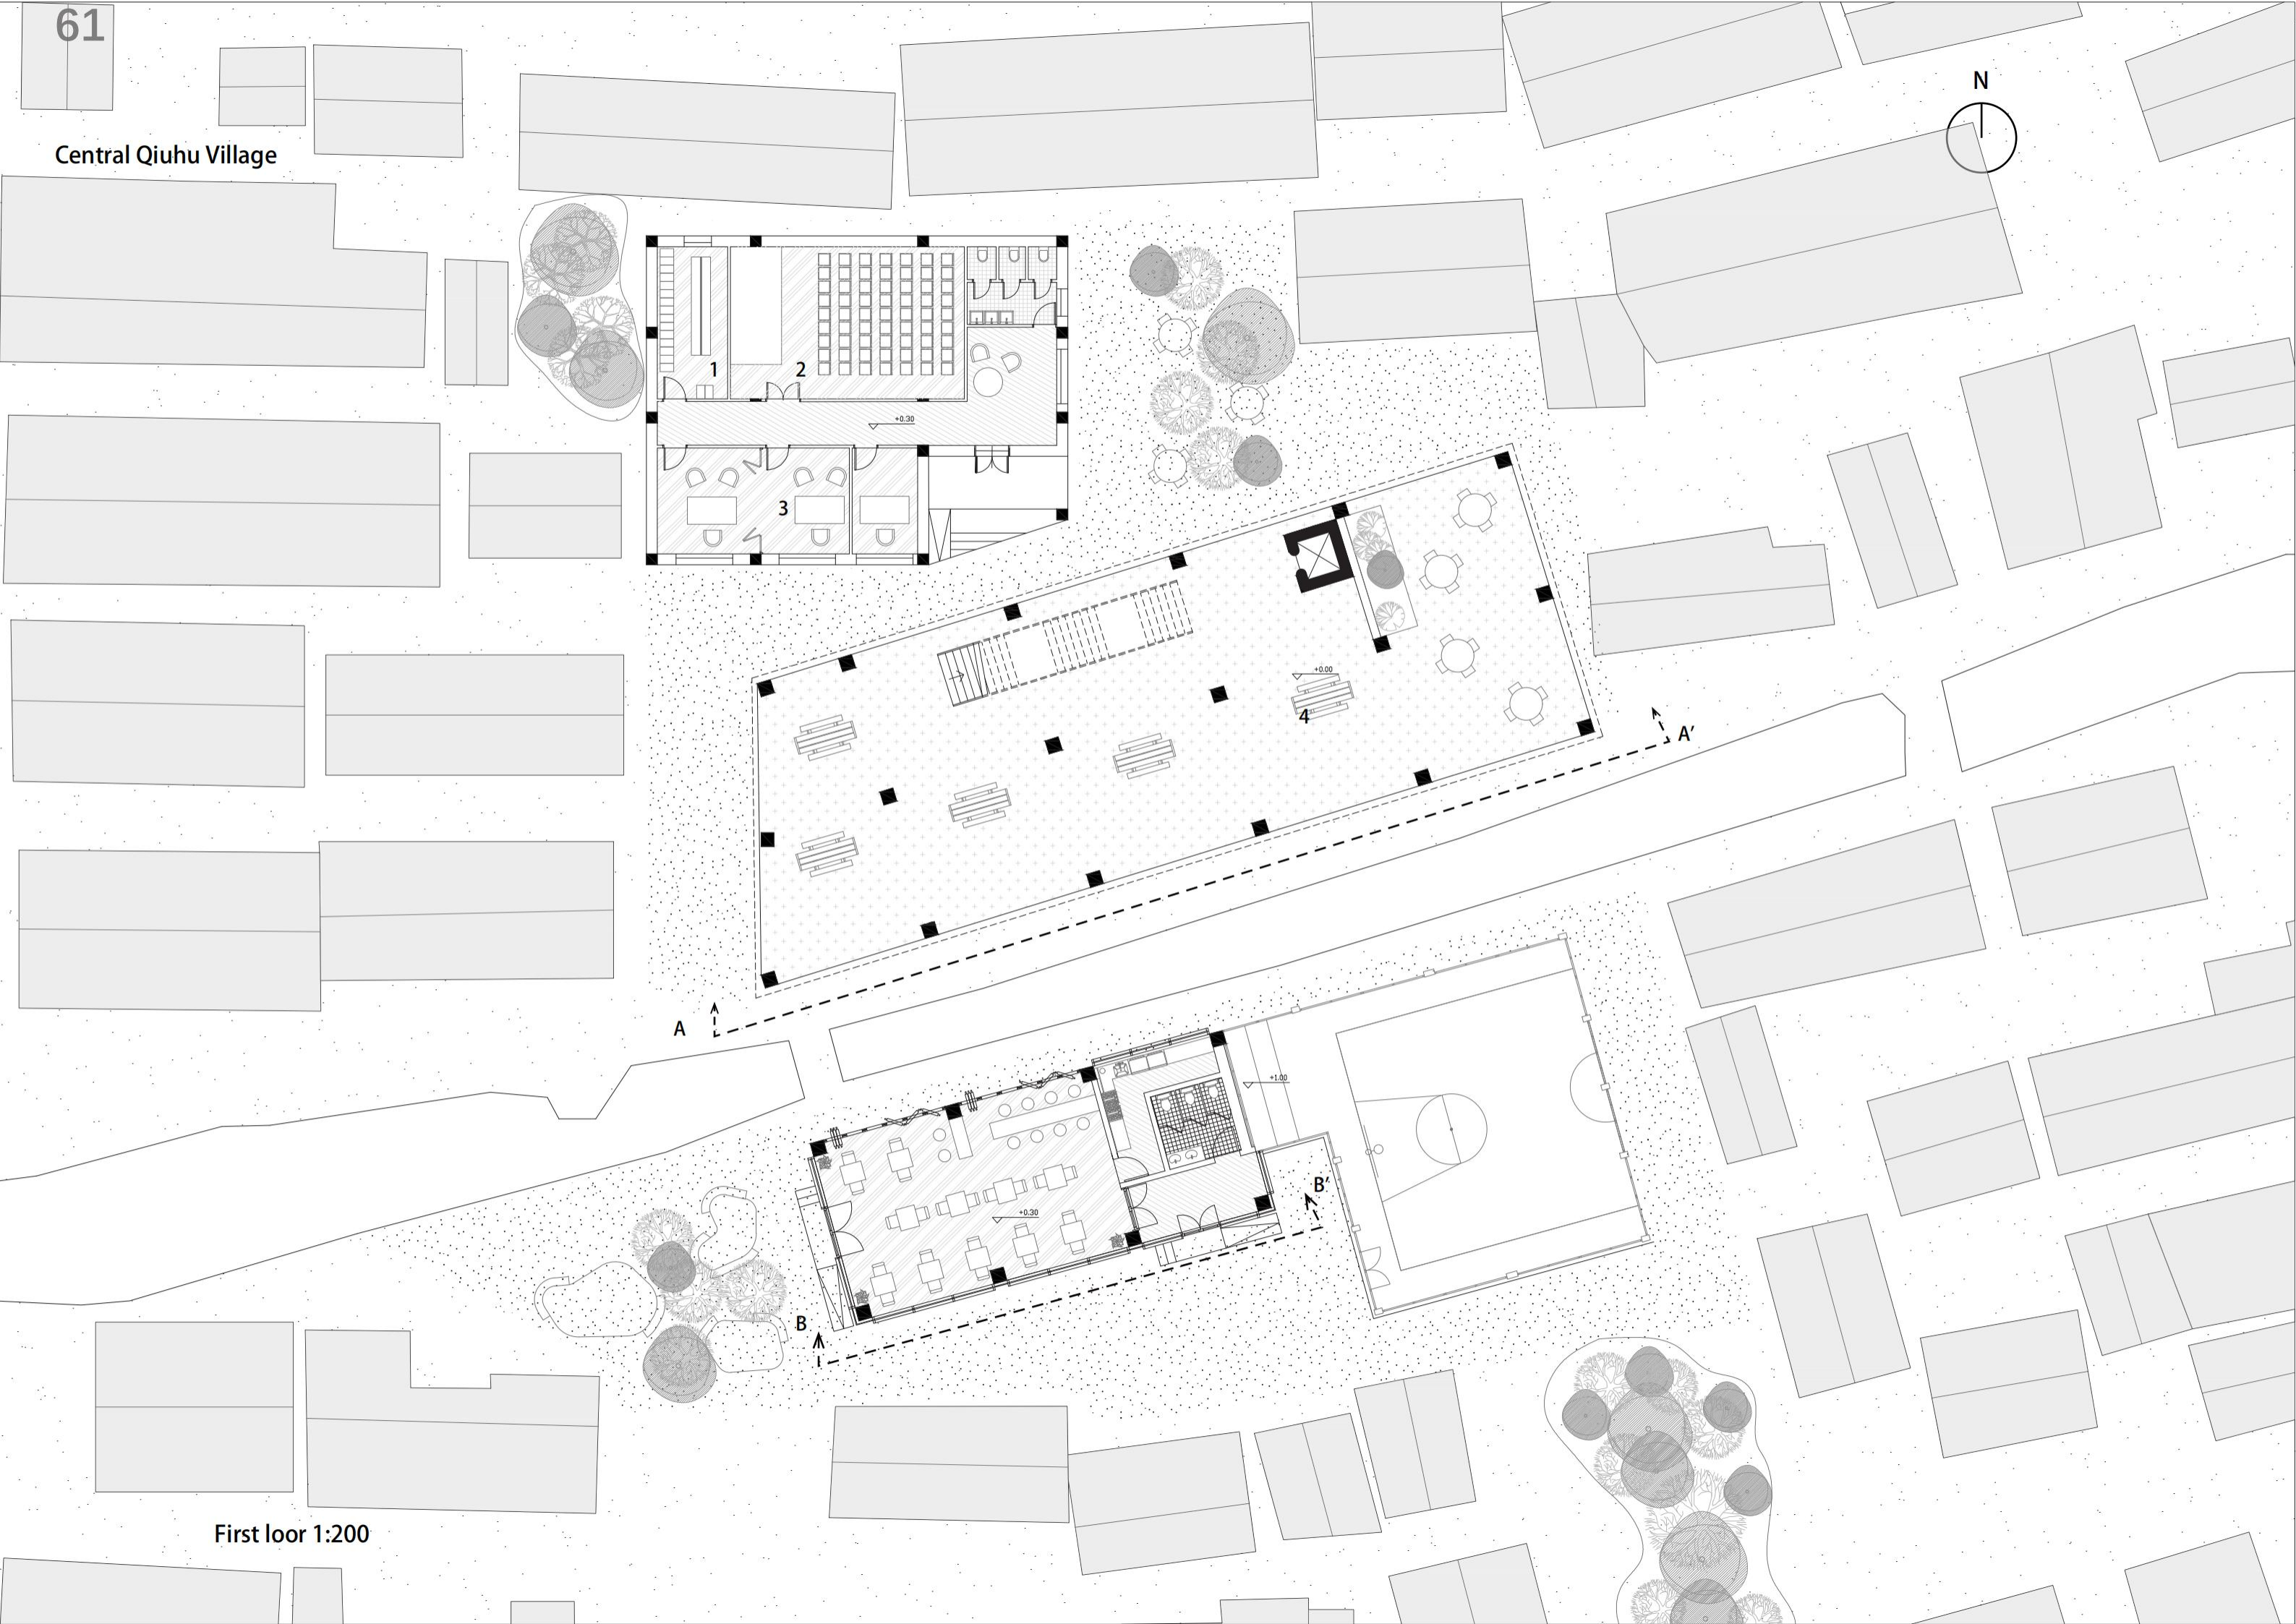 61
N
Central Qiuhu Village
1
2
+0.30
3
+0.00
4
A'
A
+1.00
B'
+0.30
B
First loor 1:200